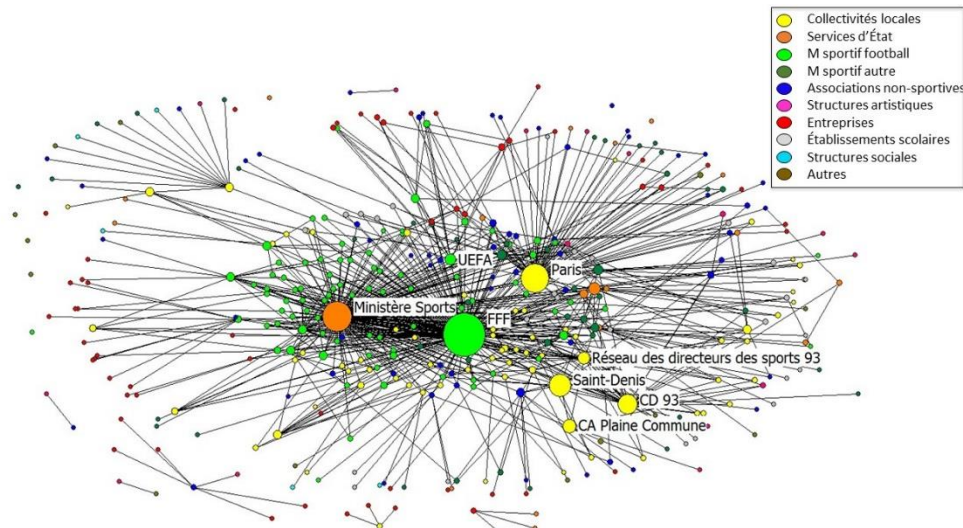 Collectivités locales
Services d'État
M sportif football
M sportif autre
Associations non-sportives
Structures artistiques
Entreprises
Établissements scolaires
Structures sociales
Autres
UEFA
Paris
Ministère Sports
FFF
Réseau des directeurs des sports 93
Saint-Denis
CD 93
CA Plaine Commune